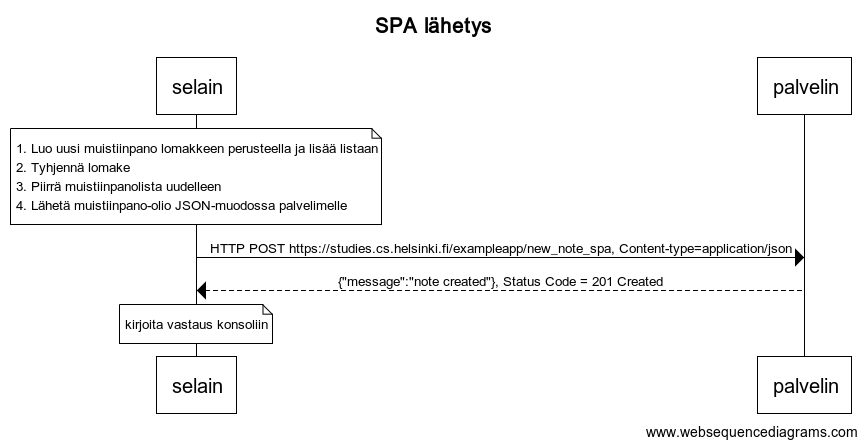 SPA lähetys
selain
palvelin
1. Luo uusi muistiinpano lomakkeen perusteella ja lisää listaan
2. Tyhjennä lomake
3. Piirrä muistiinpanolista uudelleen
4. Lähetä muistiinpano-olio JSON-muodossa palvelimelle
HTTP POST https://studies.cs.helsinki.fi/exampleapp/new_note_spa, Content-type=application/json
{"message":"note created"}, Status Code = 201 Created
kirjoita vastaus konsoliin
selain
palvelin
www.websequencediagrams.com